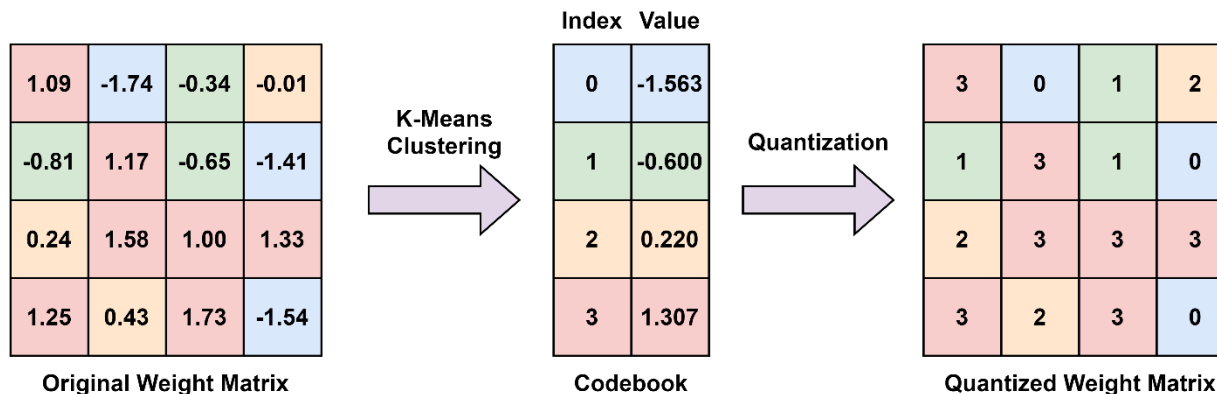 Index Value
1.09 -1.74 -0.34 -0.01
0 -1.563
3 0 1 2
K-Means
Clustering
Quantization
-0.81 1.17 -0.65 -1.41
1 -0.600
1 3 1 0
0.24 1.58 1.00 1.33
2 0.220
2 3 3 3
1.25 0.43 1.73 -1.54
3 1.307
3 2 3 0
Original Weight Matrix
Codebook
Quantized Weight Matrix